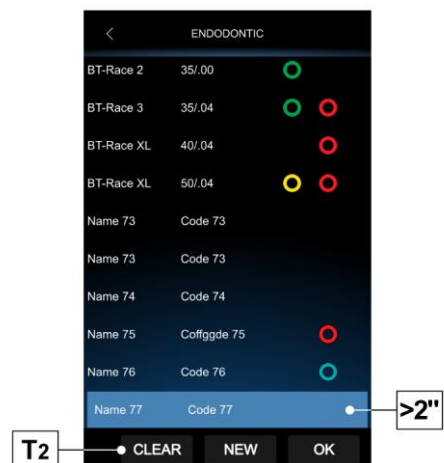 ENDODONTIC
BT-Race 2 35/.00
BT-Race 3 35/.04
BT-Race XL 40/.04
BT-Race XL 50/.04
Name 73 Code 73
Name 73 Code 73
Name 74 Code 74
Name 75 Coffggde 75
Name 76 Code 76
Name 77 Code 77
>2"
T2 CLEAR NEW OK